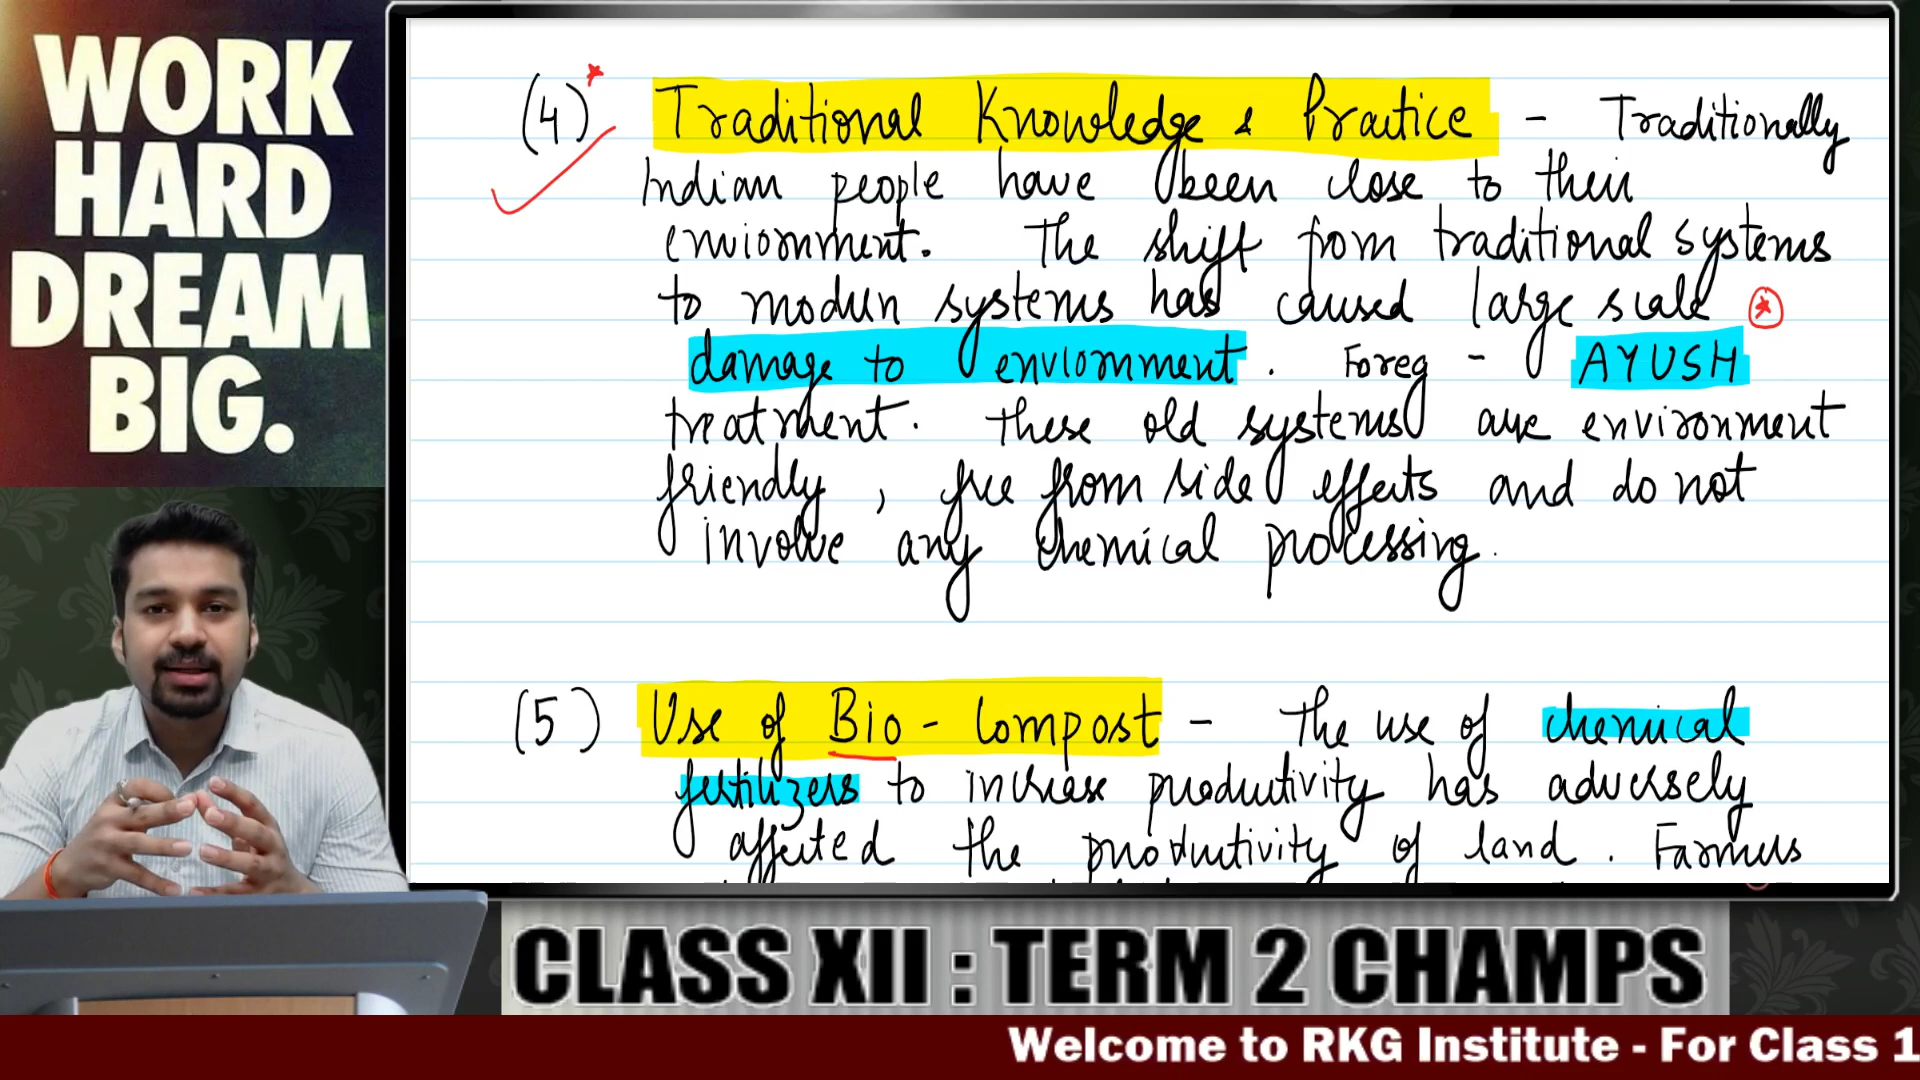 WORK
HARD
DREAM
BIG.
(4) Traditional Knowledge & Practice - Traditionally
Indian people have been close to their
enviornment. The shift from traditional systems
to modern systems has caused large scale
damage to enviornment. Foreg - AYUSH
treatment. These old systems are environment
friendly, free from side effects and do not
involve any chemical processing.
(5) Use of Bio-Compost - The use of chemical
fertilizers to increase productivity has adversely
affected the productivity of land. Farmers
CLASS XII : TERM 2 CHAMPS
Welcome to RKG Institute - For Class 1